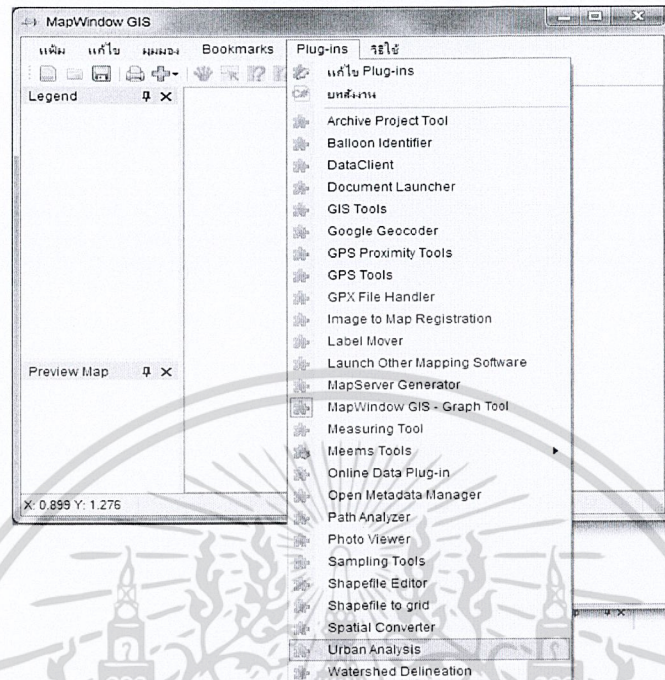 MapWindow GIS
แฟ้ม แก้ไข มุมมอง Bookmarks Plug-ins วิธีใช้
Legend
แก้ไข Plug-ins
บทสั่งงาน
Archive Project Tool
Balloon Identifier
DataClient
Document Launcher
GIS Tools
Google Geocoder
GPS Proximity Tools
GPS Tools
GPX File Handler
Image to Map Registration
Label Mover
Launch Other Mapping Software
Preview Map
MapServer Generator
MapWindow GIS - Graph Tool
Measuring Tool
Meems Tools
Online Data Plug-in
Open Metadata Manager
X: 0.899 Y: 1.276
Path Analyzer
Photo Viewer
Sampling Tools
Shapefile Editor
Shapefile to grid
Spatial Converter
Urban Analysis
Watershed Delineation